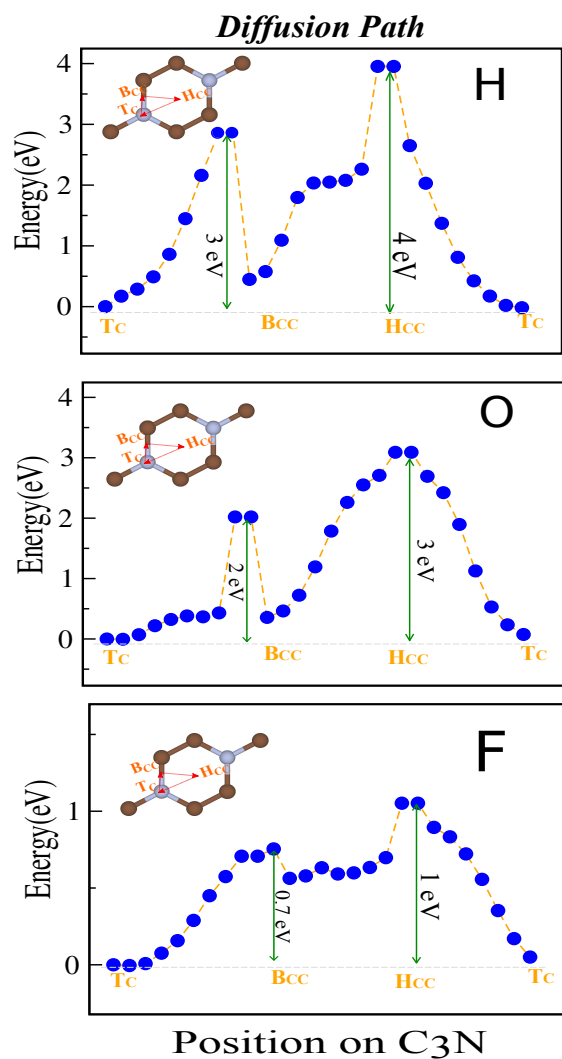 Diffusion Path
Energy(eV)
4
3
2
1
0
BCC
HCC
TC
H
3 eV
4 eV
TC
BCC
HCC
TC
Energy(eV)
4
3
2
1
0
BCC
HCC
TC
O
2 eV
3 eV
TC
BCC
HCC
TC
Energy(eV)
1
0
BCC
HCC
TC
F
0.7 eV
1 eV
TC
BCC
HCC
TC
Position on C3N